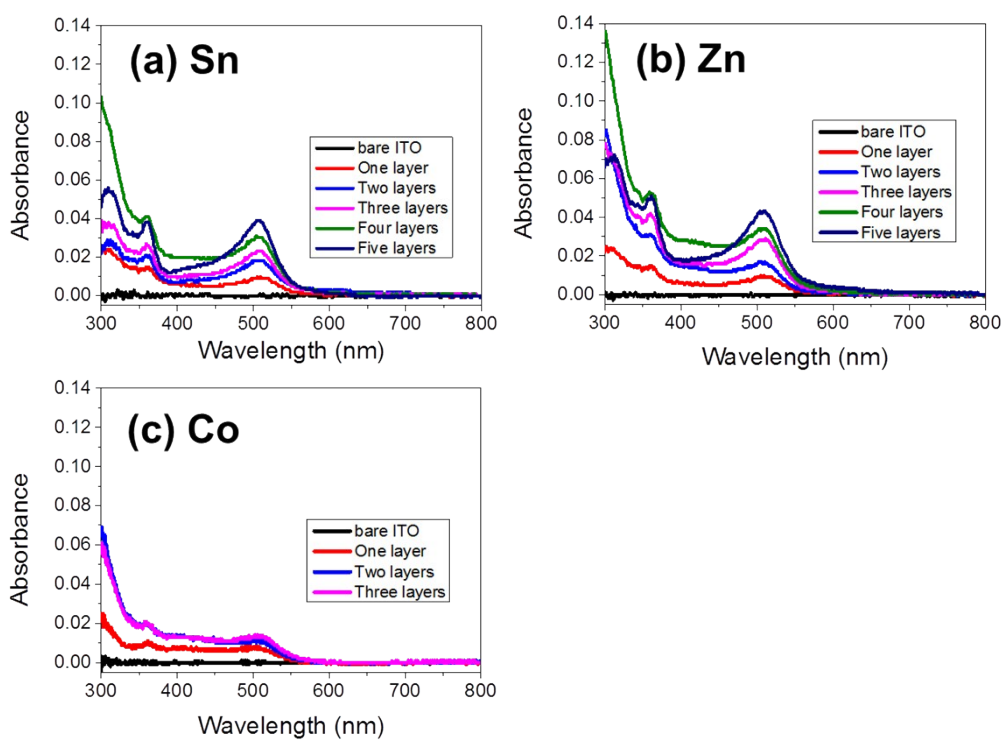 (a) Sn
0.14
0.12
0.10
0.08
0.06
0.04
0.02
0.00
Absorbance
bare ITO
One layer
Two layers
Three layers
Four layers
Five layers
300 400 500 600 700 800
Wavelength (nm)
(b) Zn
0.14
0.12
0.10
0.08
0.06
0.04
0.02
0.00
Absorbance
bare ITO
One layer
Two layers
Three layers
Four layers
Five layers
300 400 500 600 700 800
Wavelength (nm)
(c) Co
0.14
0.12
0.10
0.08
0.06
0.04
0.02
0.00
Absorbance
bare ITO
One layer
Two layers
Three layers
300 400 500 600 700 800
Wavelength (nm)